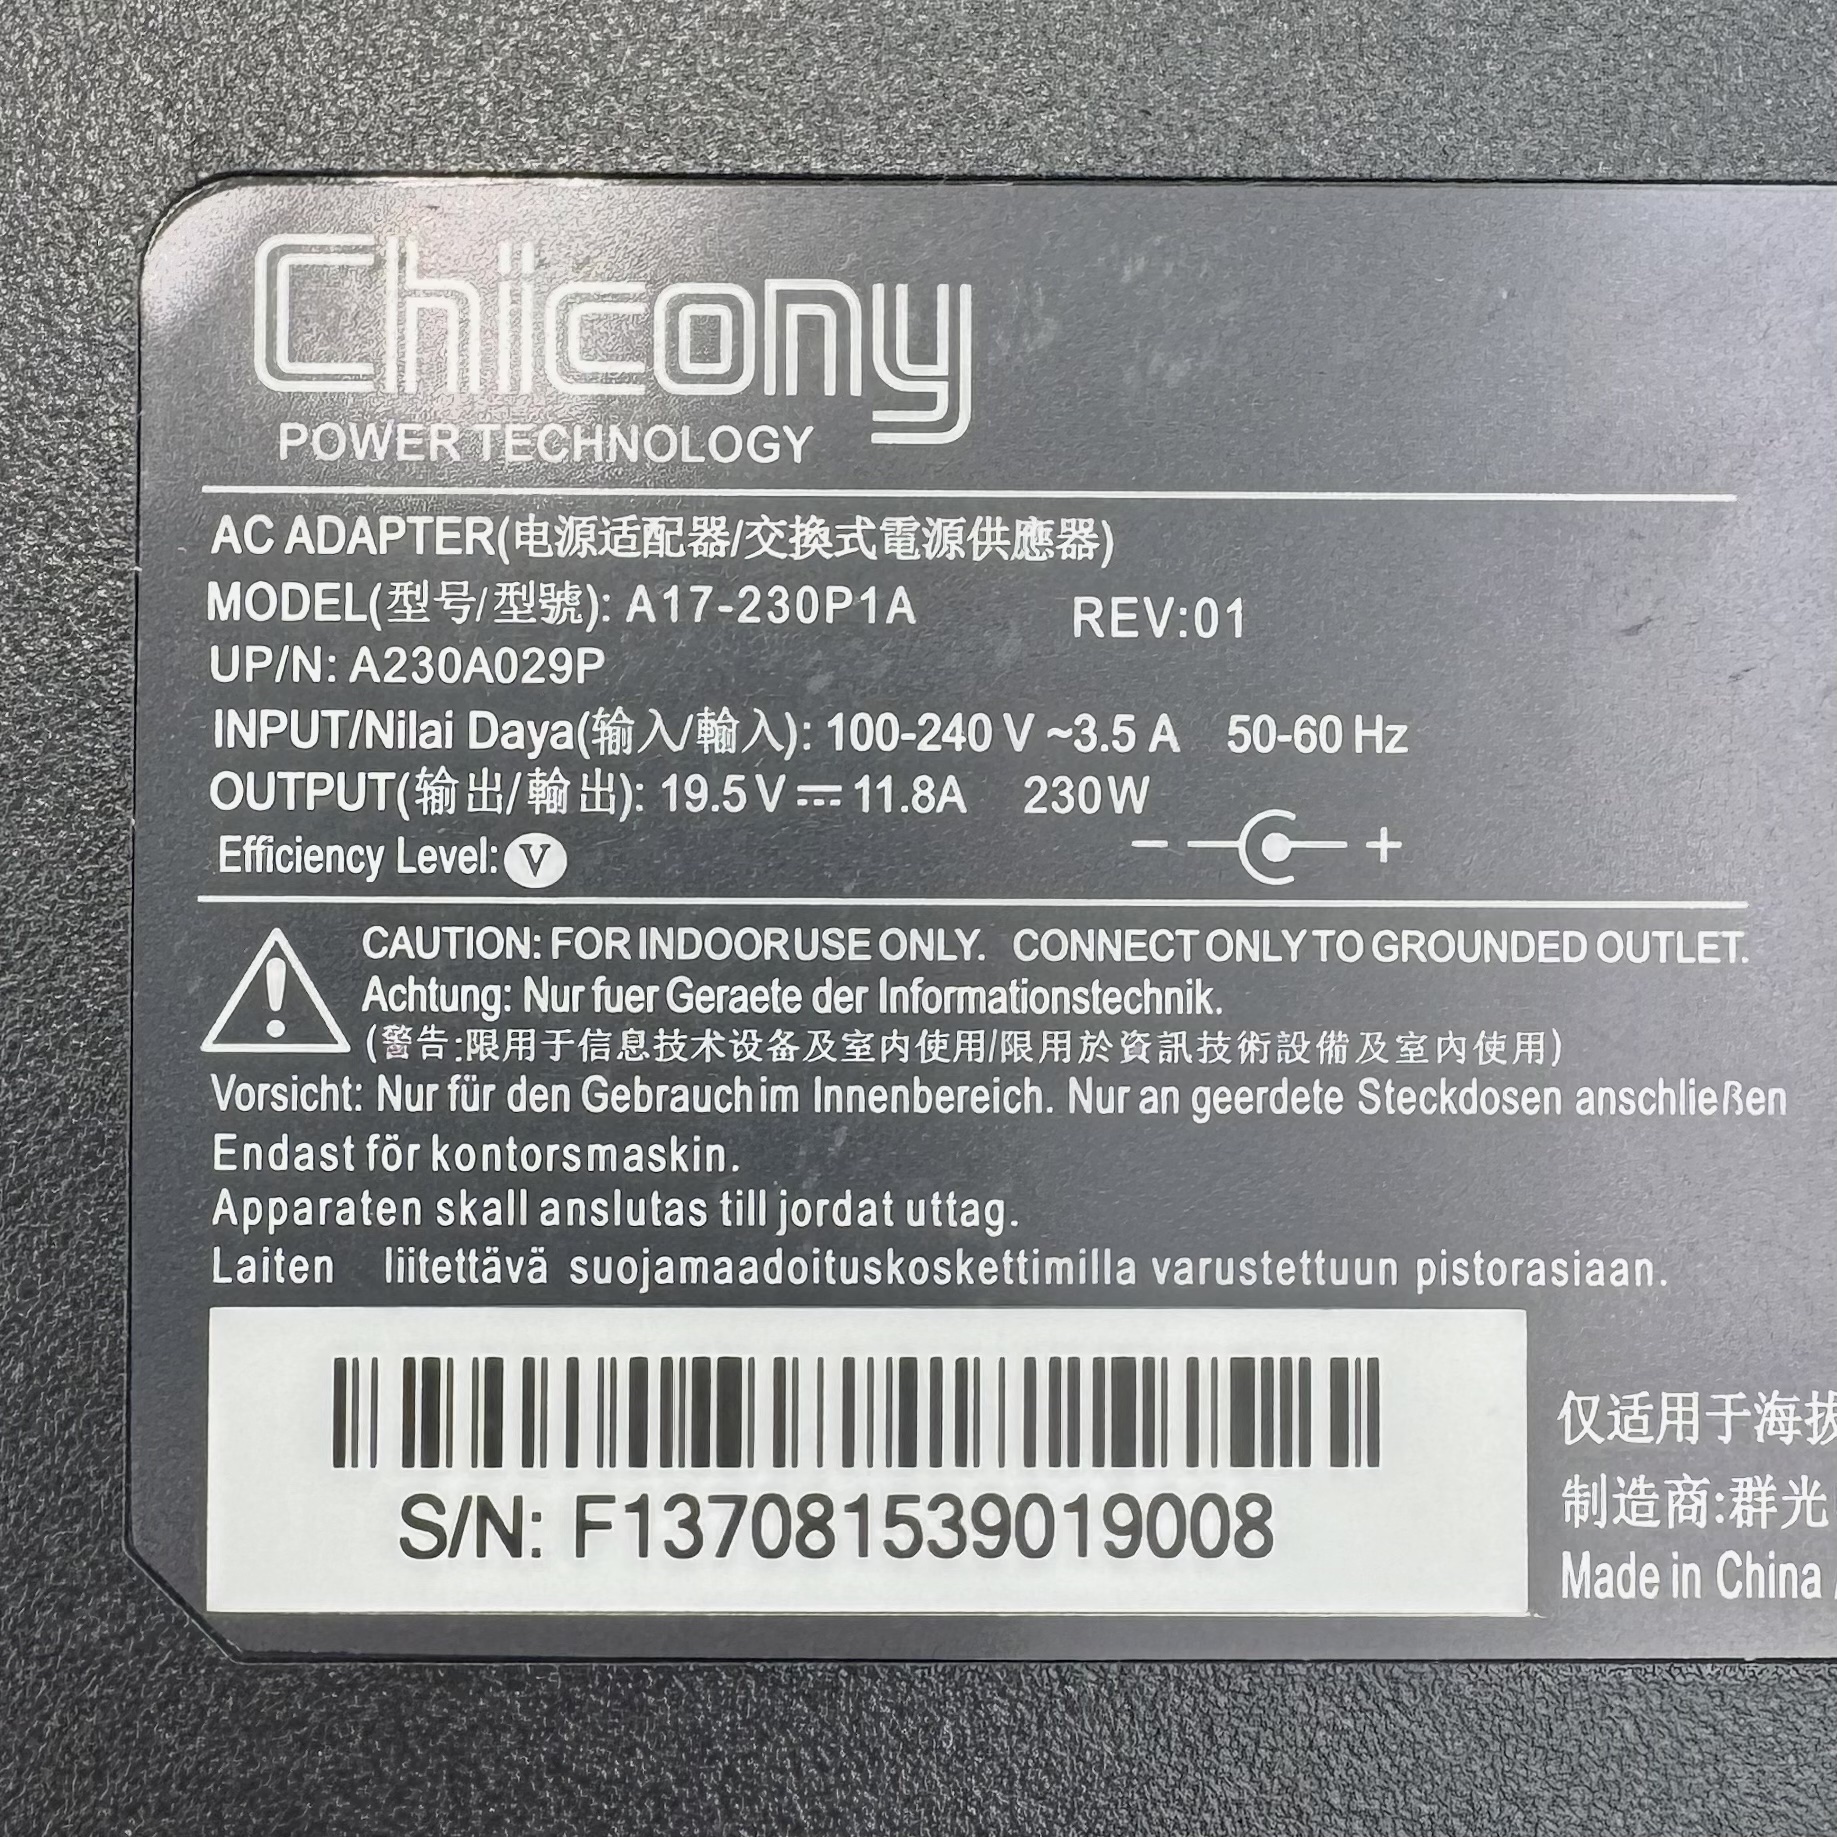 Chicony
POWER TECHNOLOGY
AC ADAPTER(电源适配器/交換式電源供應器)
MODEL(型号/型號): A17-230P1A REV:01
UP/N: A230A029P
INPUT/Nilai Daya(输入/輸入): 100-240 V ~3.5 A 50-60 Hz
OUTPUT(输出/輸出): 19.5 V ⎓ 11.8A 230W
− +
Efficiency Level: V
CAUTION: FOR INDOOR USE ONLY. CONNECT ONLY TO GROUNDED OUTLET.
Achtung: Nur fuer Geraete der Informationstechnik.
(警告:限用于信息技术设备及室内使用/限用於資訊技術設備及室內使用)
Vorsicht: Nur für den Gebrauch im Innenbereich. Nur an geerdete Steckdosen anschließen
Endast för kontorsmaskin.
Apparaten skall anslutas till jordat uttag.
Laiten liitettävä suojamaadoituskoskettimilla varustettuun pistorasiaan.
S/N: F137081539019008
仅适用于海拔
制造商:群光
Made in China